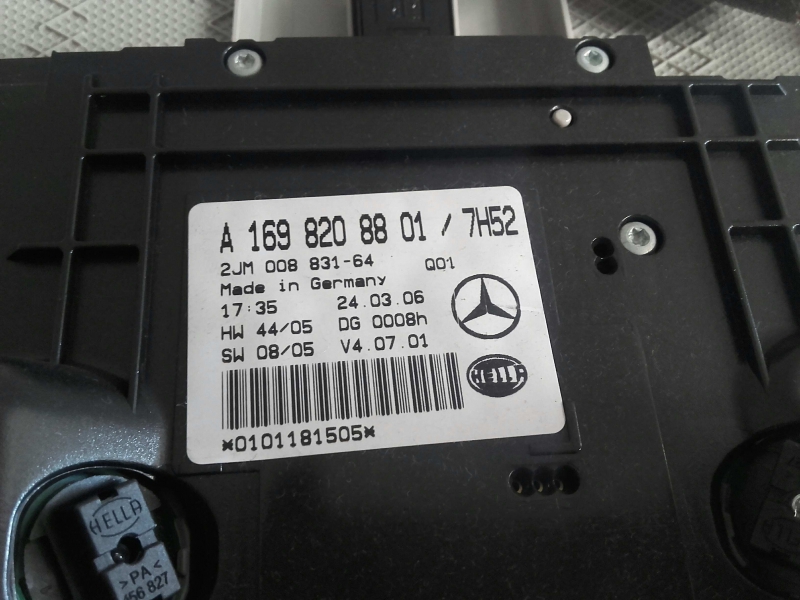 A 169 820 88 01 / 7H52
2JM 008 831-64 Q01
Made in Germany
17:35 24.03.06
HW 44/05 DG 0008h
SW 08/05 V4.07.01
HELLA
*0101181505*
HELLA
>PA<
456 827